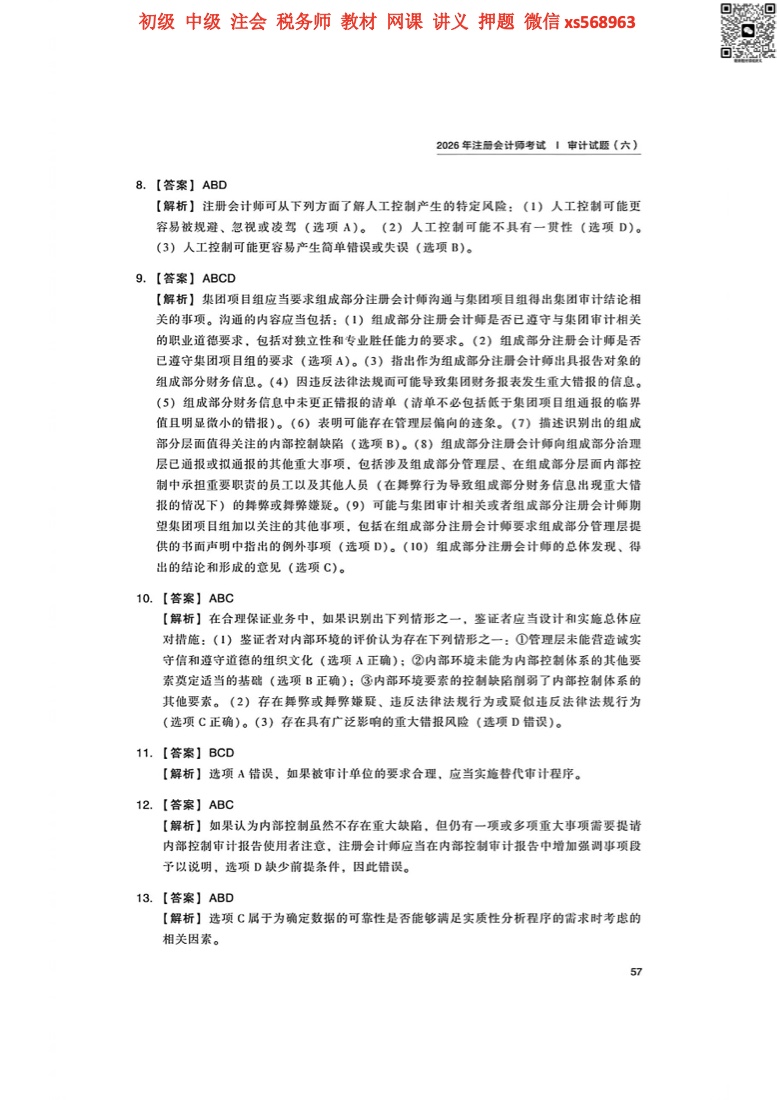 初级 中级 注会 税务师 教材 网课 讲义 押题 微信 xs568963
2026 年注册会计师考试 | 审计试题(六)
8. 【答案】ABD
【解析】注册会计师可从下列方面了解人工控制产生的特定风险:(1)人工控制可能更
容易被规避、忽视或凌驾(选项 A)。(2)人工控制可能不具有一贯性(选项 D)。
(3)人工控制可能更容易产生简单错误或失误(选项 B)。
9. 【答案】ABCD
【解析】集团项目组应当要求组成部分注册会计师沟通与集团项目组得出集团审计结论相
关的事项。沟通的内容应当包括:(1)组成部分注册会计师是否已遵守与集团审计相关
的职业道德要求,包括对独立性和专业胜任能力的要求。(2)组成部分注册会计师是否
已遵守集团项目组的要求(选项 A)。(3)指出作为组成部分注册会计师出具报告对象的
组成部分财务信息。(4)因违反法律法规而可能导致集团财务报表发生重大错报的信息。
(5)组成部分财务信息中未更正错报的清单(清单不必包括低于集团项目组通报的临界
值且明显微小的错报)。(6)表明可能存在管理层偏向的迹象。(7)描述识别出的组成
部分层面值得关注的内部控制缺陷(选项 B)。(8)组成部分注册会计师向组成部分治理
层已通报或拟通报的其他重大事项,包括涉及组成部分管理层、在组成部分层面内部控
制中承担重要职责的员工以及其他人员(在舞弊行为导致组成部分财务信息出现重大错
报的情况下)的舞弊或舞弊嫌疑。(9)可能与集团审计相关或者组成部分注册会计师期
望集团项目组加以关注的其他事项,包括在组成部分注册会计师要求组成部分管理层提
供的书面声明中指出的例外事项(选项 D)。(10)组成部分注册会计师的总体发现、得
出的结论和形成的意见(选项 C)。
10. 【答案】ABC
【解析】在合理保证业务中,如果识别出下列情形之一,鉴证者应当设计和实施总体应
对措施:(1)鉴证者对内部环境的评价认为存在下列情形之一:①管理层未能营造诚实
守信和遵守道德的组织文化(选项 A 正确);②内部环境未能为内部控制体系的其他要
素奠定适当的基础(选项 B 正确);③内部环境要素的控制缺陷削弱了内部控制体系的
其他要素。(2)存在舞弊或舞弊嫌疑、违反法律法规行为或疑似违反法律法规行为
(选项 C 正确)。(3)存在具有广泛影响的重大错报风险(选项 D 错误)。
11. 【答案】BCD
【解析】选项 A 错误,如果被审计单位的要求合理,应当实施替代审计程序。
12. 【答案】ABC
【解析】如果认为内部控制虽然不存在重大缺陷,但仍有一项或多项重大事项需要提请
内部控制审计报告使用者注意,注册会计师应当在内部控制审计报告中增加强调事项段
予以说明,选项 D 缺少前提条件,因此错误。
13. 【答案】ABD
【解析】选项 C 属于为确定数据的可靠性是否能够满足实质性分析程序的需求时考虑的
相关因素。
57